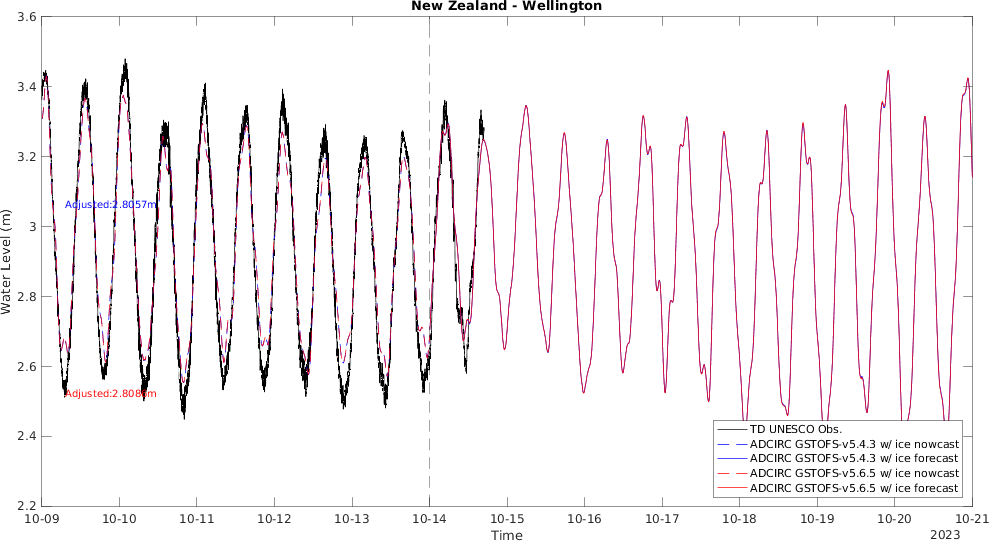 New Zealand - Wellington
3.6
3.4
3.2
3
2.8
2.6
2.4
2.2
Water Level (m)
Adjusted:2.8057m
Adjusted:2.8086m
TD UNESCO Obs.
ADCIRC GSTOFS-v5.4.3 w/ ice nowcast
ADCIRC GSTOFS-v5.4.3 w/ ice forecast
ADCIRC GSTOFS-v5.6.5 w/ ice nowcast
ADCIRC GSTOFS-v5.6.5 w/ ice forecast
10-09 10-10 10-11 10-12 10-13 10-14 10-15 10-16 10-17 10-18 10-19 10-20 10-21
Time
2023